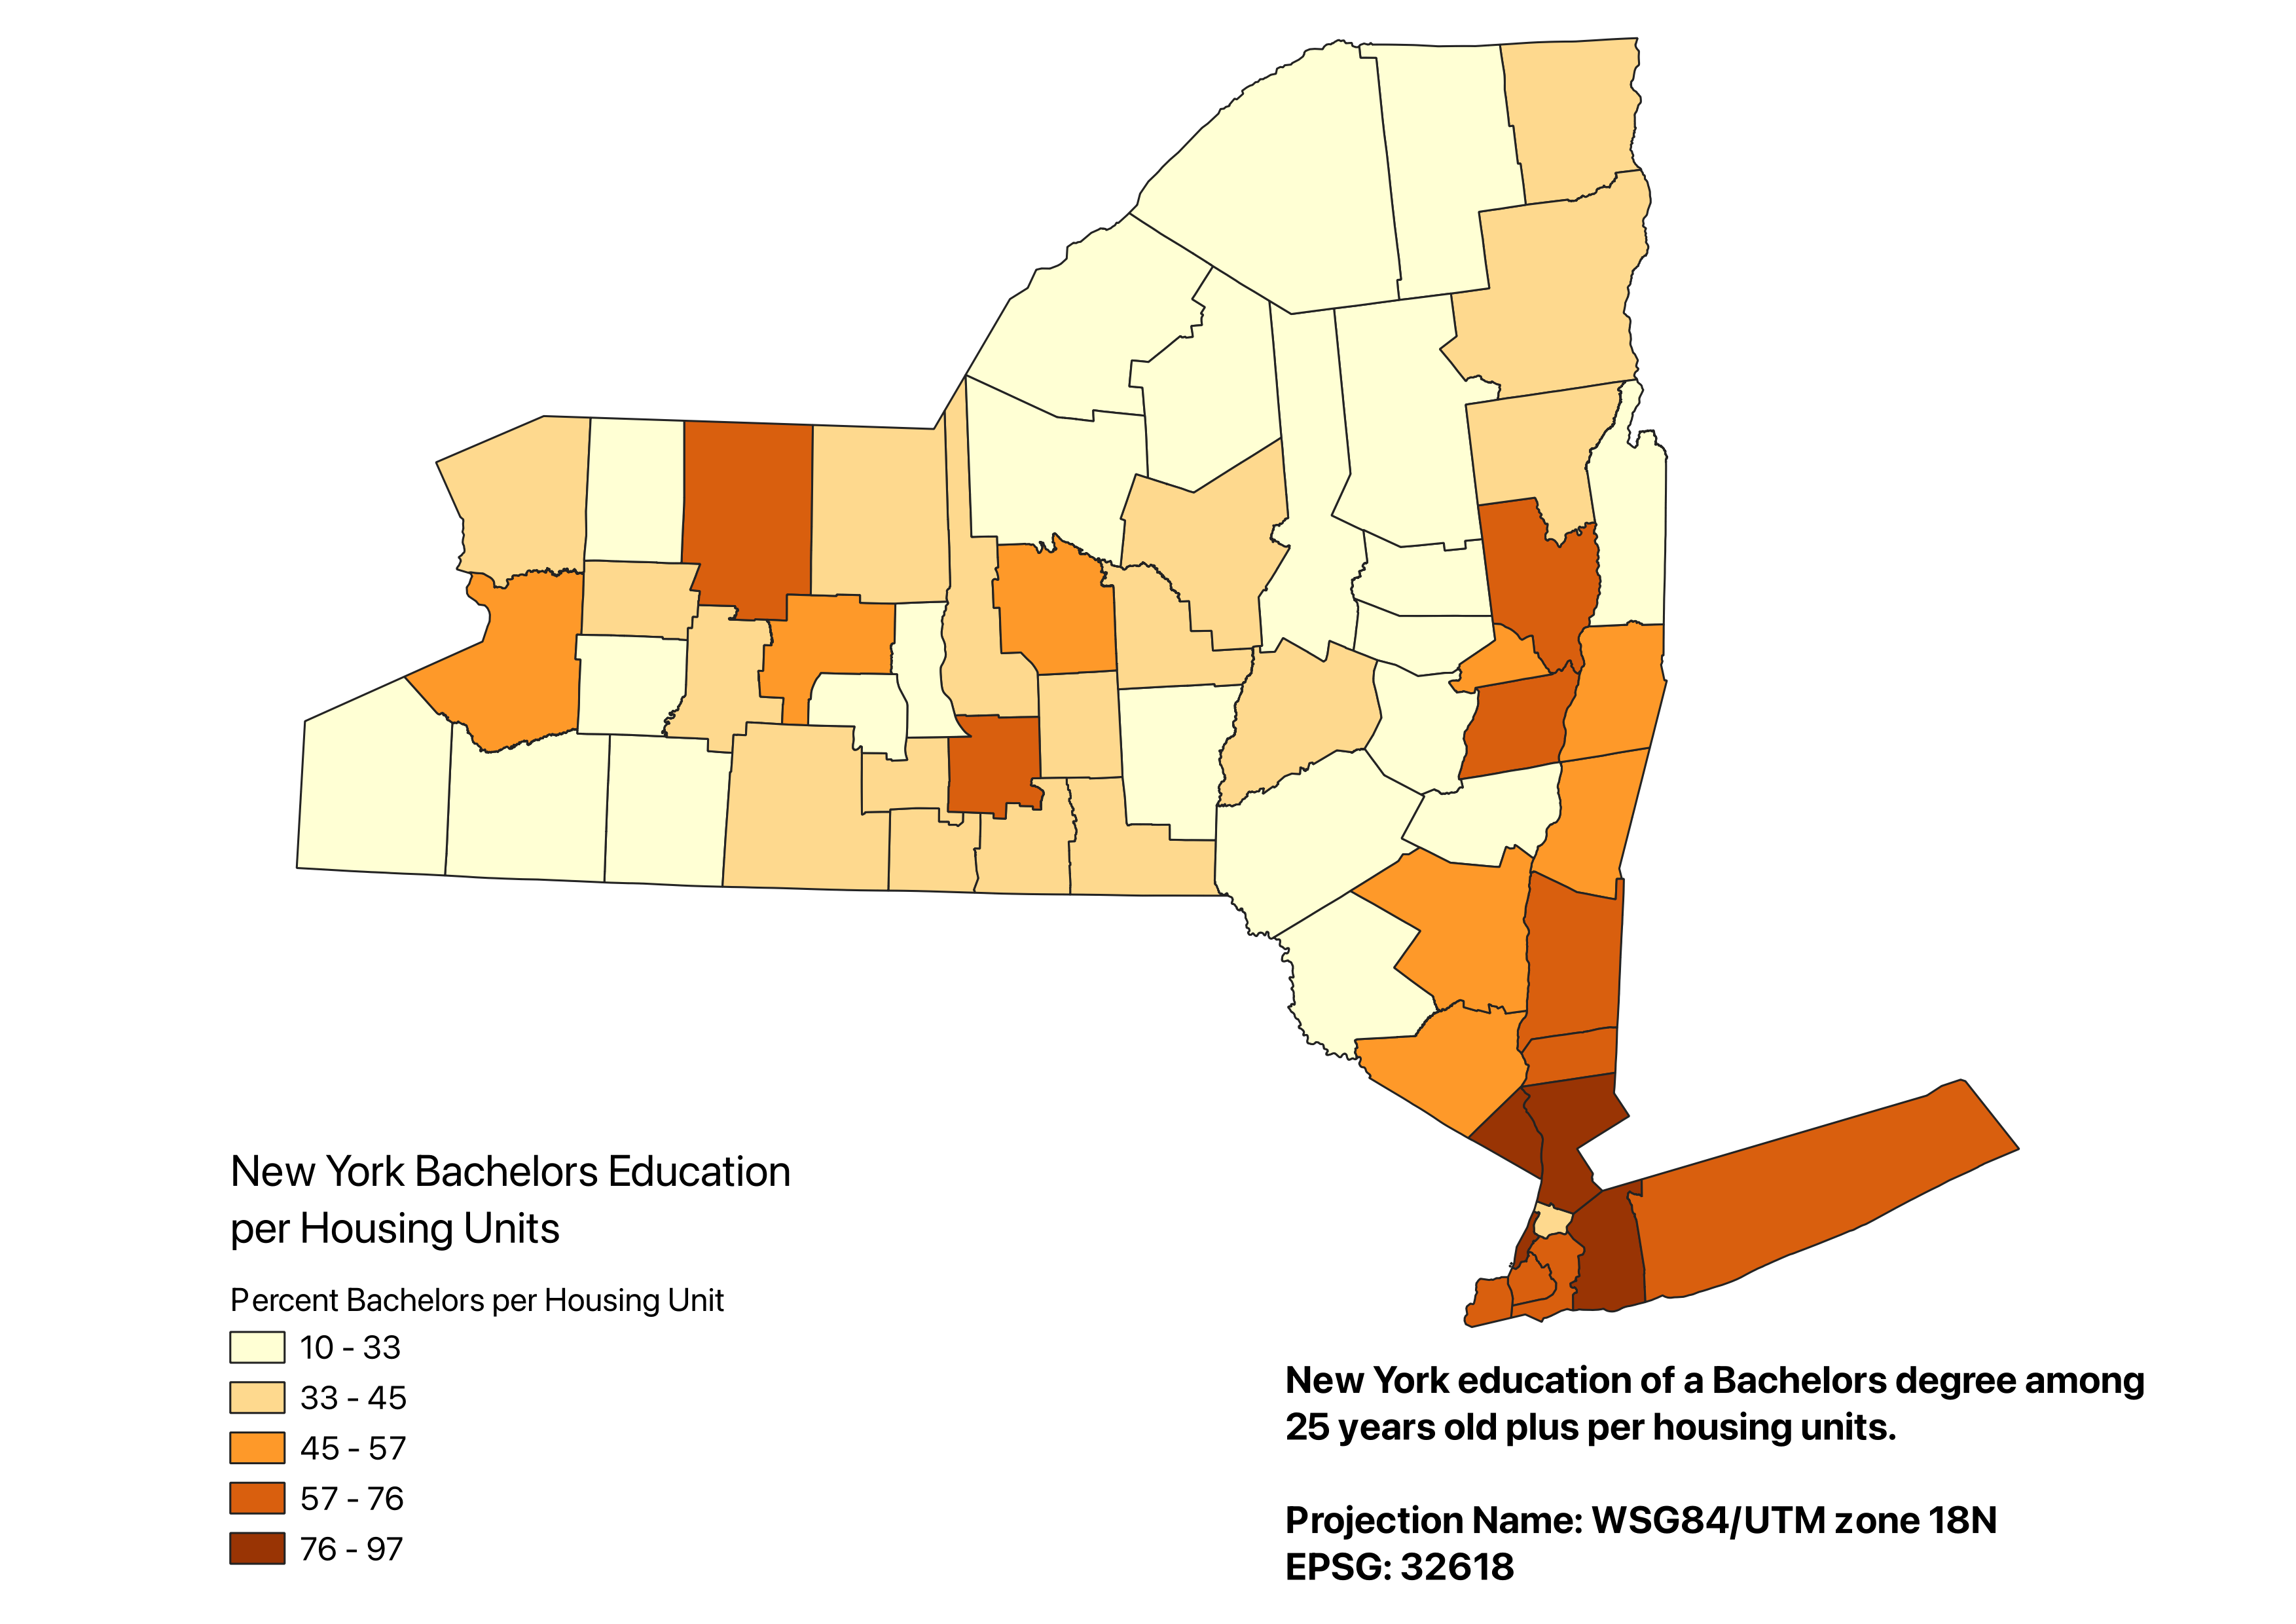 New York Bachelors Education
per Housing Units
Percent Bachelors per Housing Unit
10 - 33
33 - 45
45 - 57
57 - 76
76 - 97
New York education of a Bachelors degree among
25 years old plus per housing units.
Projection Name: WSG84/UTM zone 18N
EPSG: 32618